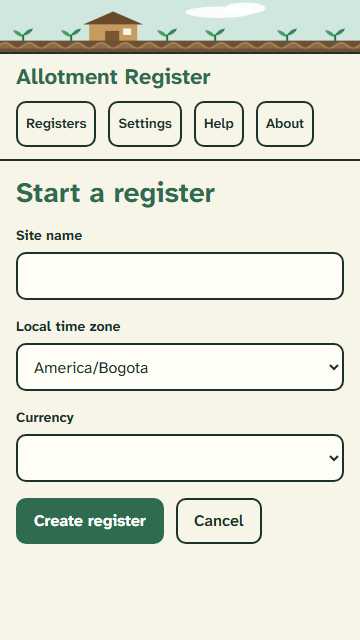 Allotment Register
Registers
Settings
Help
About
Start a register
Site name
Local time zone
America/Bogota
Currency
Create register
Cancel